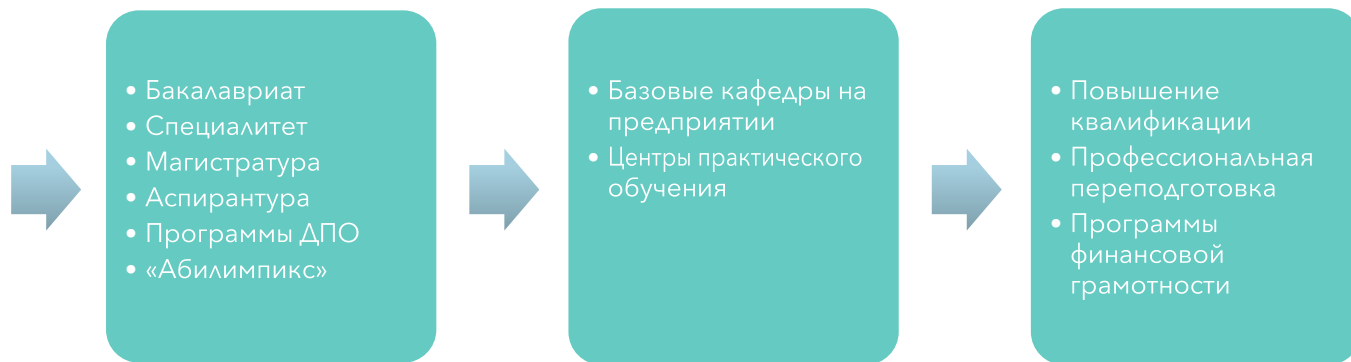 • Бакалавриат
• Специалитет
• Магистратура
• Аспирантура
• Программы ДПО
• «Абилимпикс»
• Базовые кафедры на
предприятии
• Центры практического
обучения
• Повышение
квалификации
• Профессиональная
переподготовка
• Программы
финансовой
грамотности